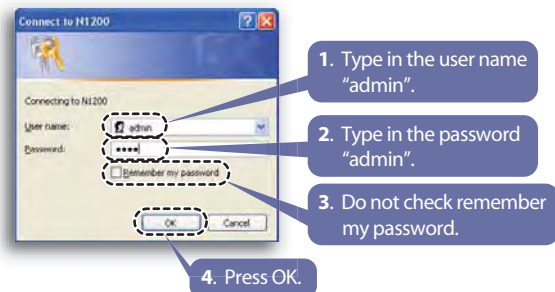 Connect to N1200
Connecting to N1200
User name:
admin
Password:
••••
Remember my password
OK
Cancel
1. Type in the user name
“admin”.
2. Type in the password
“admin”.
3. Do not check remember
my password.
4. Press OK.